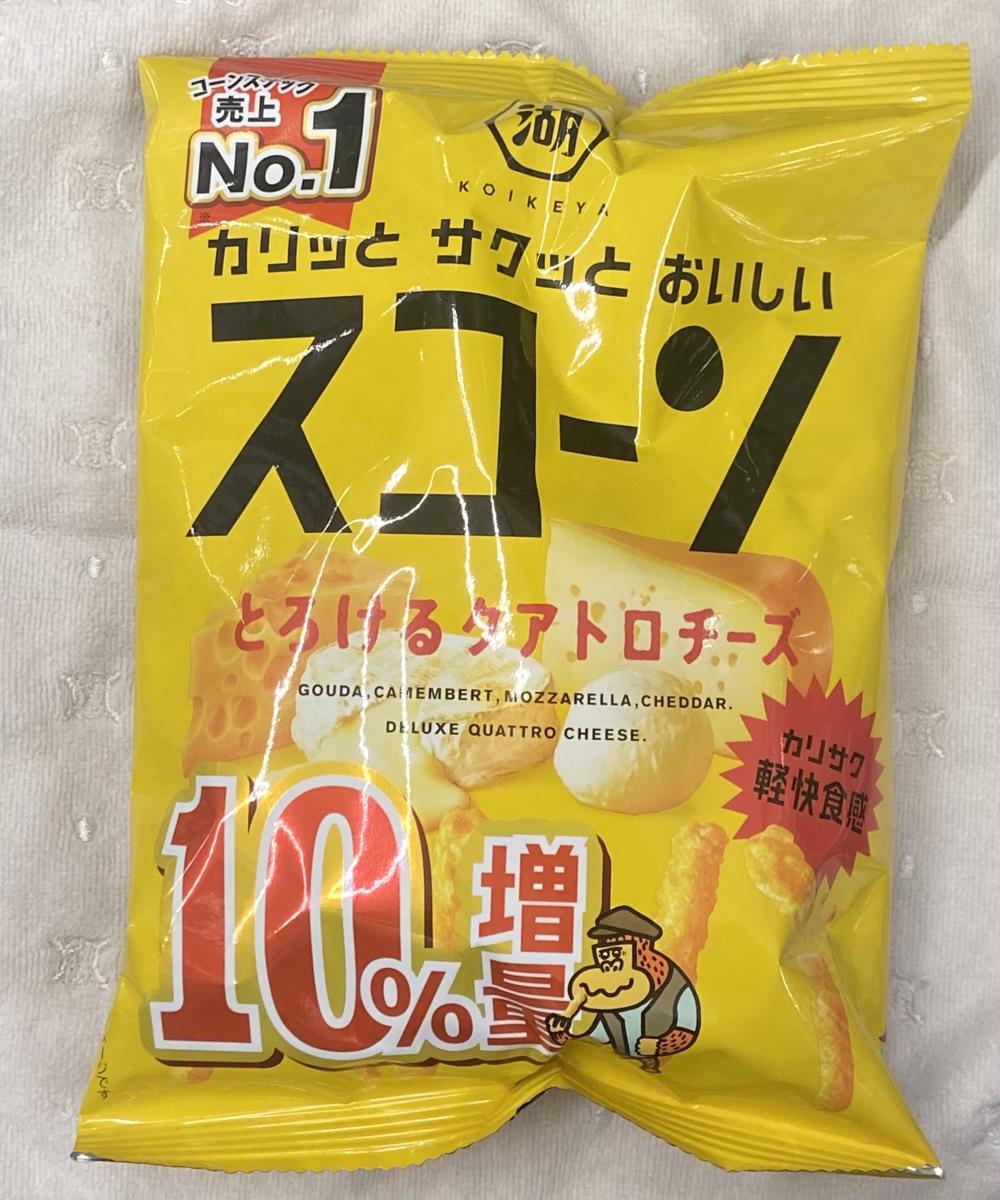 コーンスナック
売上
No.1
※
湖
KOIKEYA
カリッと サクッと おいしい
スコーン
とろけるクアトロチーズ
GOUDA,CAMEMBERT,MOZZARELLA,CHEDDAR.
DELUXE QUATTRO CHEESE.
カリサク
軽快食感
10%増量